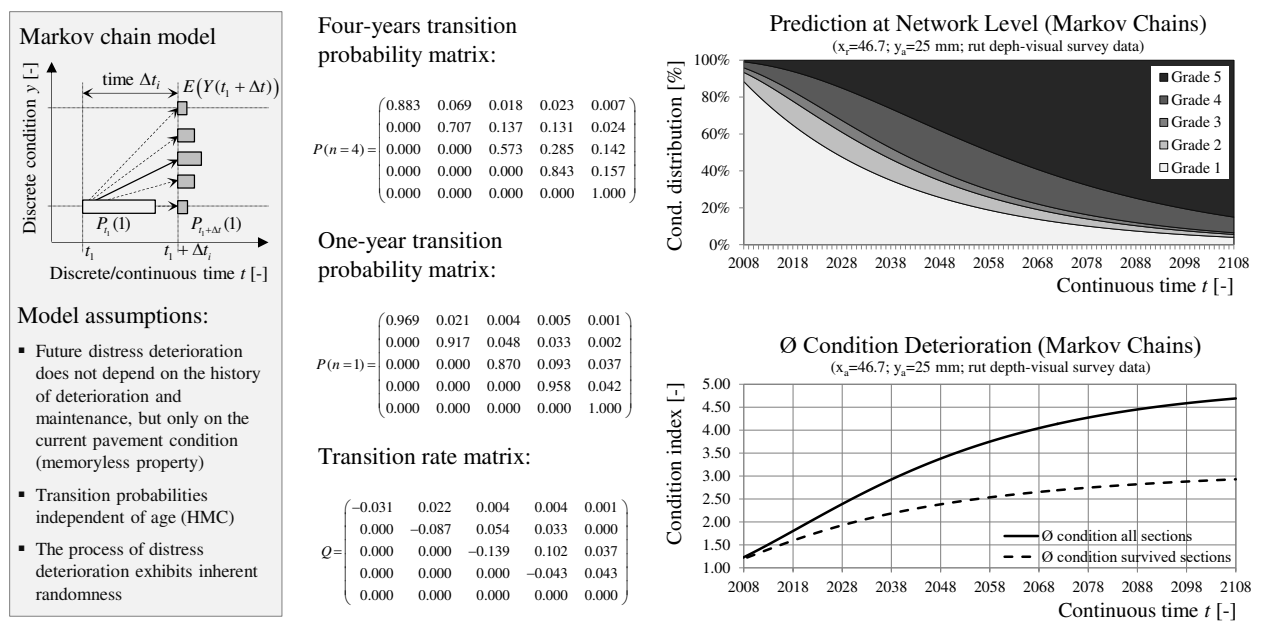 Markov chain model
Discrete condition y [-]
time Δtᵢ
E(Y(t₁ + Δt))
P_{t₁}(1)
P_{t₁+Δt}(1)
t₁
t₁ + Δtᵢ
Discrete/continuous time t [-]
Model assumptions:
▪ Future distress deterioration
does not depend on the history
of deterioration and
maintenance, but only on the
current pavement condition
(memoryless property)
▪ Transition probabilities
independent of age (HMC)
▪ The process of distress
deterioration exhibits inherent
randomness
Four-years transition
probability matrix:
0.883 0.069 0.018 0.023 0.007
0.000 0.707 0.137 0.131 0.024
P(n = 4) = 0.000 0.000 0.573 0.285 0.142
0.000 0.000 0.000 0.843 0.157
0.000 0.000 0.000 0.000 1.000
One-year transition
probability matrix:
0.969 0.021 0.004 0.005 0.001
0.000 0.917 0.048 0.033 0.002
P(n = 1) = 0.000 0.000 0.870 0.093 0.037
0.000 0.000 0.000 0.958 0.042
0.000 0.000 0.000 0.000 1.000
Transition rate matrix:
−0.031 0.022 0.004 0.004 0.001
0.000 −0.087 0.054 0.033 0.000
Q = 0.000 0.000 −0.139 0.102 0.037
0.000 0.000 0.000 −0.043 0.043
0.000 0.000 0.000 0.000 0.000
Prediction at Network Level (Markov Chains)
(xᵣ=46.7; yₐ=25 mm; rut deph-visual survey data)
Cond. distribution [%]
100%
80%
60%
40%
20%
0%
Grade 5
Grade 4
Grade 3
Grade 2
Grade 1
2008 2018 2028 2038 2048 2058 2068 2078 2088 2098 2108
Continuous time t [-]
Ø Condition Deterioration (Markov Chains)
(xₐ=46.7; yₐ=25 mm; rut depth-visual survey data)
Condition index [-]
5.00
4.50
4.00
3.50
3.00
2.50
2.00
1.50
1.00
Ø condition all sections
Ø condition survived sections
2008 2018 2028 2038 2048 2058 2068 2078 2088 2098 2108
Continuous time t [-]